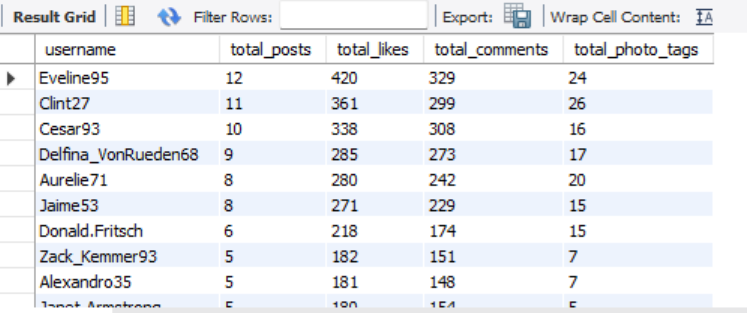 Result Grid Filter Rows: Export: Wrap Cell Content: IA
username total_posts total_likes total_comments total_photo_tags
Eveline95 12 420 329 24
Clint27 11 361 299 26
Cesar93 10 338 308 16
Delfina_VonRueden68 9 285 273 17
Aurelie71 8 280 242 20
Jaime53 8 271 229 15
Donald.Fritsch 6 218 174 15
Zack_Kemmer93 5 182 151 7
Alexandro35 5 181 148 7
Janet.Armstrong 5 180 154 5